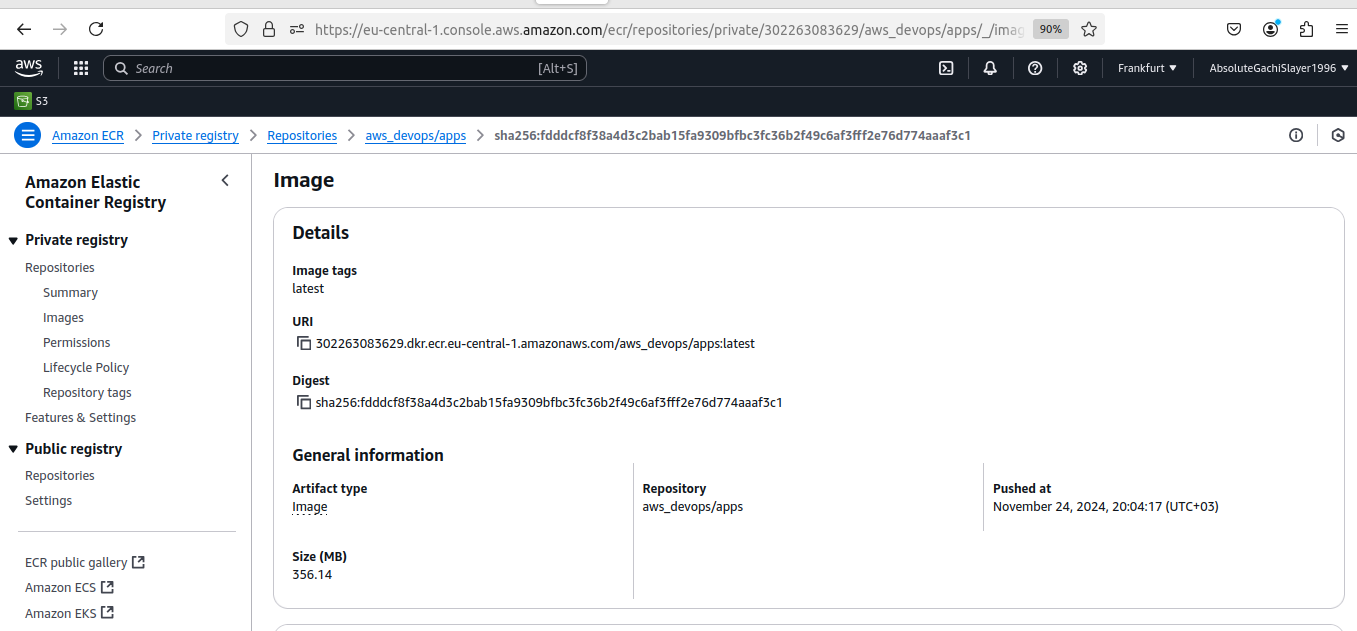 https://eu-central-1.console.aws.amazon.com/ecr/repositories/private/302263083629/aws_devops/apps/_/imag
90%
aws
Search
[Alt+S]
Frankfurt
AbsoluteGachiSlayer1996
S3
Amazon ECR > Private registry > Repositories > aws_devops/apps > sha256:fdddcf8f38a4d3c2bab15fa9309bfbc3fc36b2f49c6af3fff2e76d774aaaf3c1
Amazon Elastic
Container Registry
Private registry
Repositories
Summary
Images
Permissions
Lifecycle Policy
Repository tags
Features & Settings
Public registry
Repositories
Settings
ECR public gallery
Amazon ECS
Amazon EKS
Image
Details
Image tags
latest
URI
302263083629.dkr.ecr.eu-central-1.amazonaws.com/aws_devops/apps:latest
Digest
sha256:fdddcf8f38a4d3c2bab15fa9309bfbc3fc36b2f49c6af3fff2e76d774aaaf3c1
General information
Artifact type
Image
Repository
aws_devops/apps
Pushed at
November 24, 2024, 20:04:17 (UTC+03)
Size (MB)
356.14